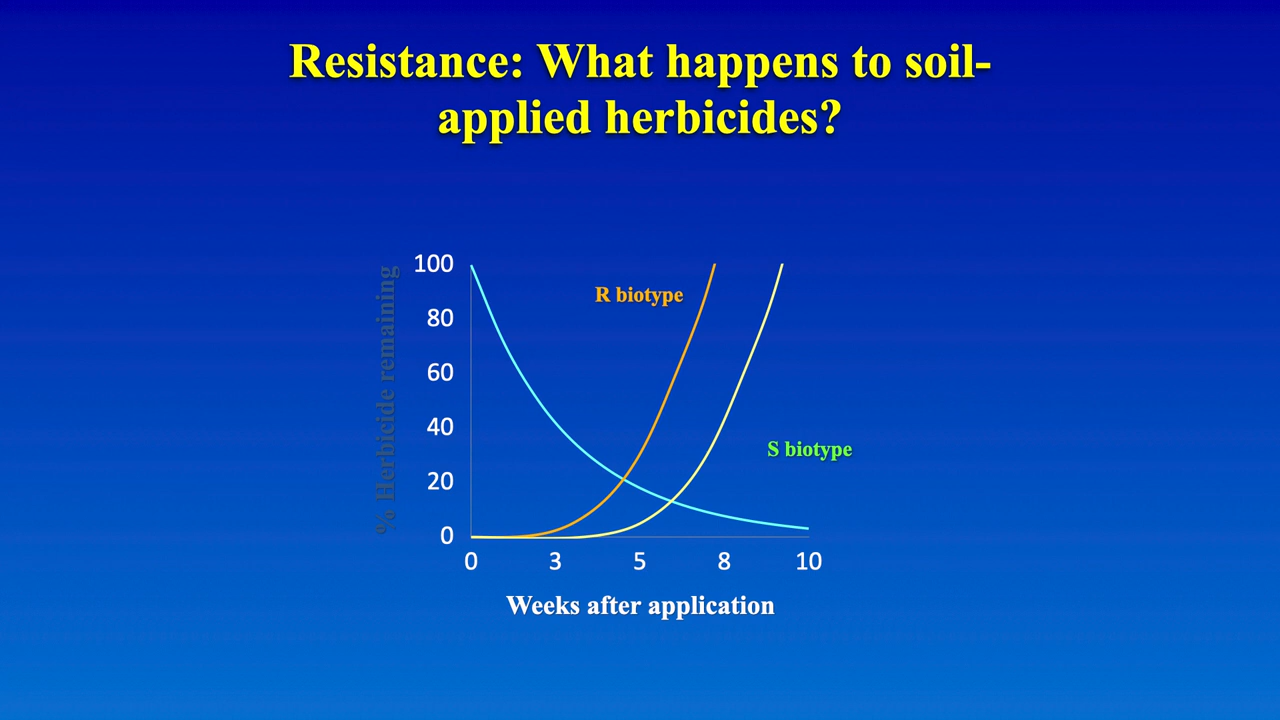 Resistance: What happens to soil-
applied herbicides?
% Herbicide remaining
100
80
60
40
20
0
R biotype
S biotype
0 3 5 8 10
Weeks after application